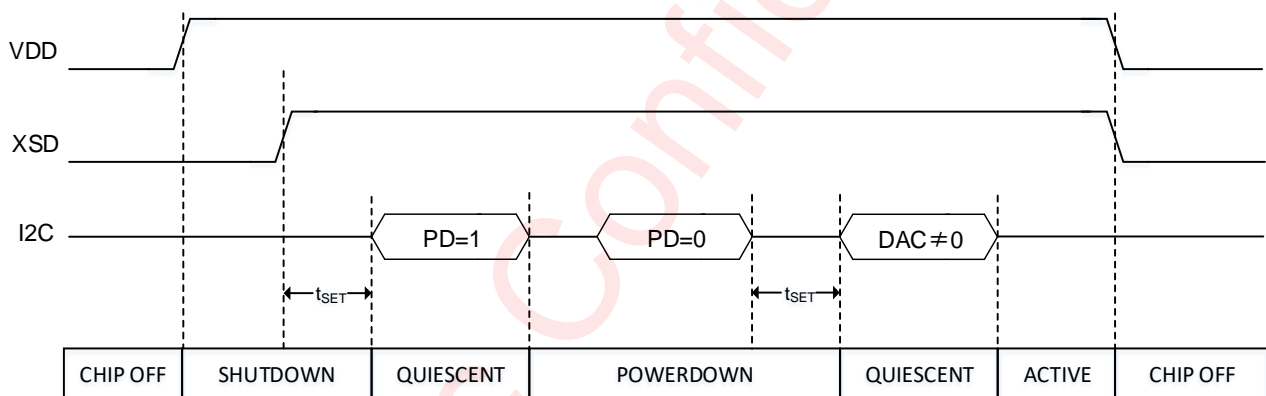 VDD
XSD
I2C
PD=1
PD=0
DAC≠0
tSET
tSET
CHIP OFF SHUTDOWN QUIESCENT POWERDOWN QUIESCENT ACTIVE CHIP OFF